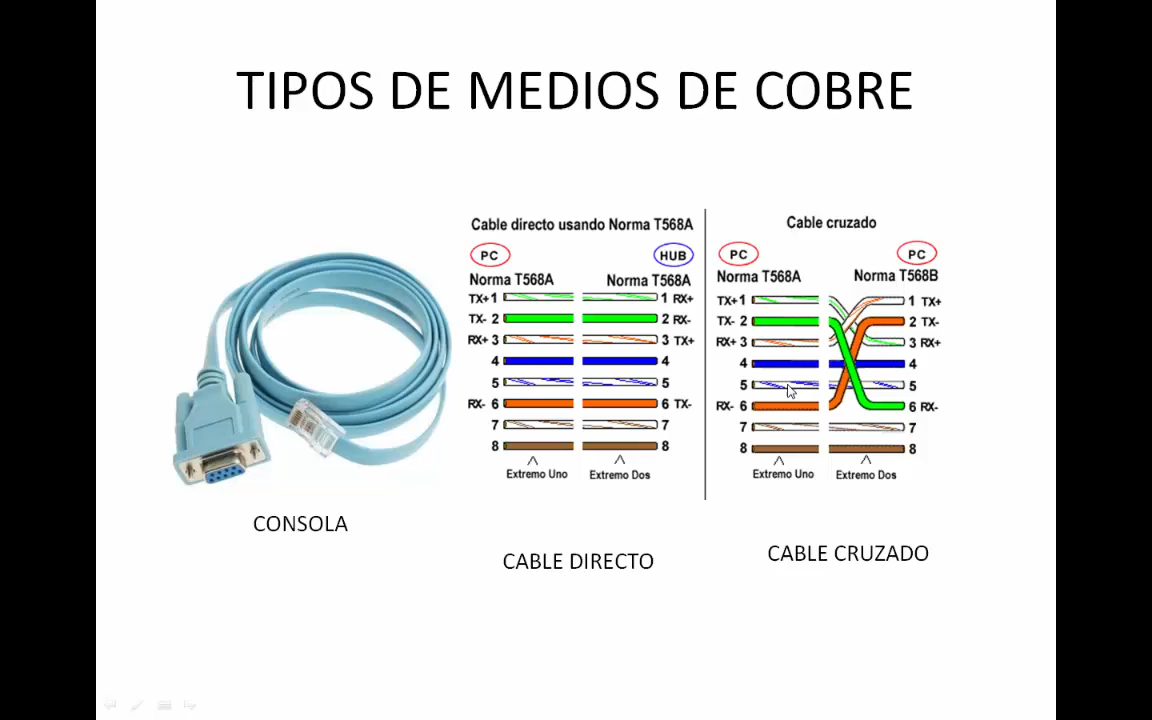 TIPOS DE MEDIOS DE COBRE
Cable directo usando Norma T568A
PC HUB
Norma T568A Norma T568A
TX+ 1 1 RX+
TX- 2 2 RX-
RX+ 3 3 TX+
4 4
5 5
RX- 6 6 TX-
7 7
8 8
Extremo Uno Extremo Dos
Cable cruzado
PC PC
Norma T568A Norma T568B
TX+ 1 1 TX+
TX- 2 2 TX-
RX+ 3 3 RX+
4 4
5 5
RX- 6 6 RX-
7 7
8 8
Extremo Uno Extremo Dos
CONSOLA
CABLE DIRECTO
CABLE CRUZADO